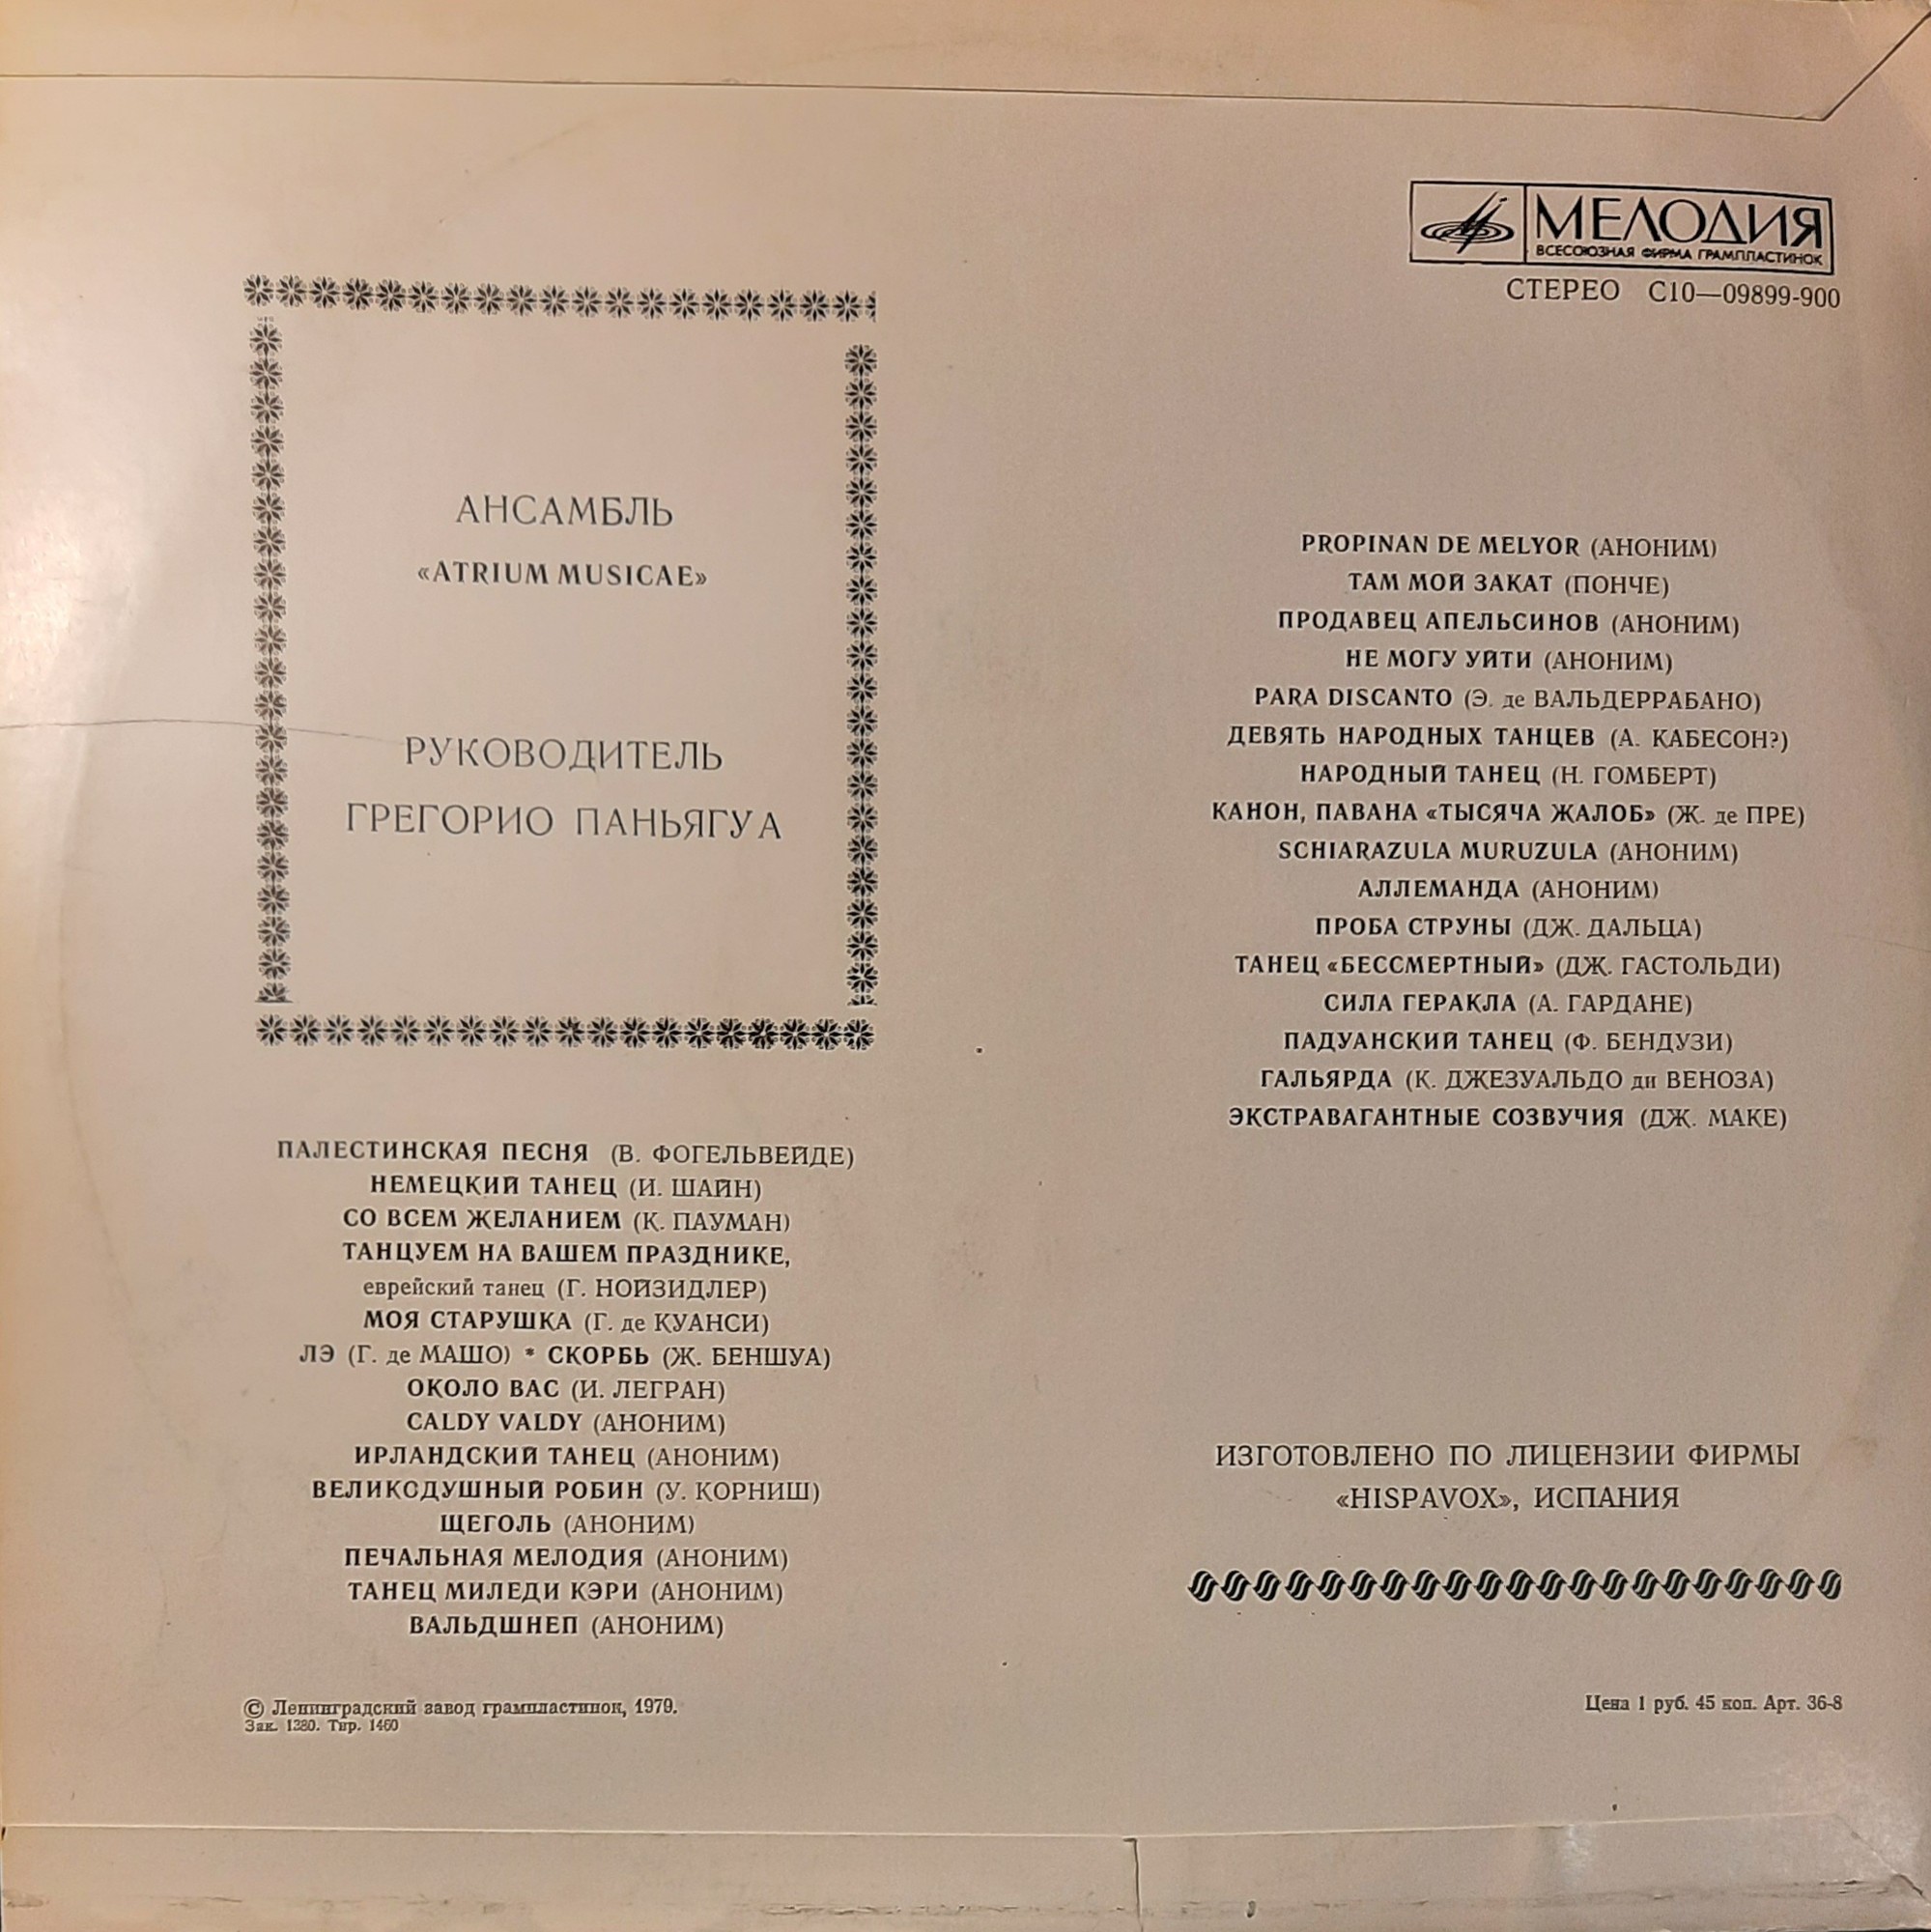 МЕЛОДИЯ
ВСЕСОЮЗНАЯ ФИРМА ГРАМПЛАСТИНОК
СТЕРЕО С10—09899-900
АНСАМБЛЬ
«ATRIUM MUSICAE»
РУКОВОДИТЕЛЬ
ГРЕГОРИО ПАНЬЯГУА
ПАЛЕСТИНСКАЯ ПЕСНЯ (В. ФОГЕЛЬВЕЙДЕ)
НЕМЕЦКИЙ ТАНЕЦ (И. ШАЙН)
СО ВСЕМ ЖЕЛАНИЕМ (К. ПАУМАН)
ТАНЦУЕМ НА ВАШЕМ ПРАЗДНИКЕ,
еврейский танец (Г. НОЙЗИДЛЕР)
МОЯ СТАРУШКА (Г. де КУАНСИ)
ЛЭ (Г. де МАШО) * СКОРБЬ (Ж. БЕНШУА)
ОКОЛО ВАС (И. ЛЕГРАН)
CALDY VALDY (АНОНИМ)
ИРЛАНДСКИЙ ТАНЕЦ (АНОНИМ)
ВЕЛИКОДУШНЫЙ РОБИН (У. КОРНИШ)
ЩЕГОЛЬ (АНОНИМ)
ПЕЧАЛЬНАЯ МЕЛОДИЯ (АНОНИМ)
ТАНЕЦ МИЛЕДИ КЭРИ (АНОНИМ)
ВАЛЬДШНЕП (АНОНИМ)
PROPINAN DE MELYOR (АНОНИМ)
ТАМ МОЙ ЗАКАТ (ПОНЧЕ)
ПРОДАВЕЦ АПЕЛЬСИНОВ (АНОНИМ)
НЕ МОГУ УЙТИ (АНОНИМ)
PARA DISCANTO (Э. де ВАЛЬДЕРРАБАНО)
ДЕВЯТЬ НАРОДНЫХ ТАНЦЕВ (А. КАБЕСОН?)
НАРОДНЫЙ ТАНЕЦ (Н. ГОМБЕРТ)
КАНОН, ПАВАНА «ТЫСЯЧА ЖАЛОБ» (Ж. де ПРЕ)
SCHIARAZULA MURUZULA (АНОНИМ)
АЛЛЕМАНДА (АНОНИМ)
ПРОБА СТРУНЫ (ДЖ. ДАЛЬЦА)
ТАНЕЦ «БЕССМЕРТНЫЙ» (ДЖ. ГАСТОЛЬДИ)
СИЛА ГЕРАКЛА (А. ГАРДАНЕ)
ПАДУАНСКИЙ ТАНЕЦ (Ф. БЕНДУЗИ)
ГАЛЬЯРДА (К. ДЖЕЗУАЛЬДО ди ВЕНОЗА)
ЭКСТРАВАГАНТНЫЕ СОЗВУЧИЯ (ДЖ. МАКЕ)
ИЗГОТОВЛЕНО ПО ЛИЦЕНЗИИ ФИРМЫ
«HISPAVOX», ИСПАНИЯ
© Ленинградский завод грампластинок, 1979.
Зак. 1380. Тир. 1460
Цена 1 руб. 45 коп. Арт. 36-8